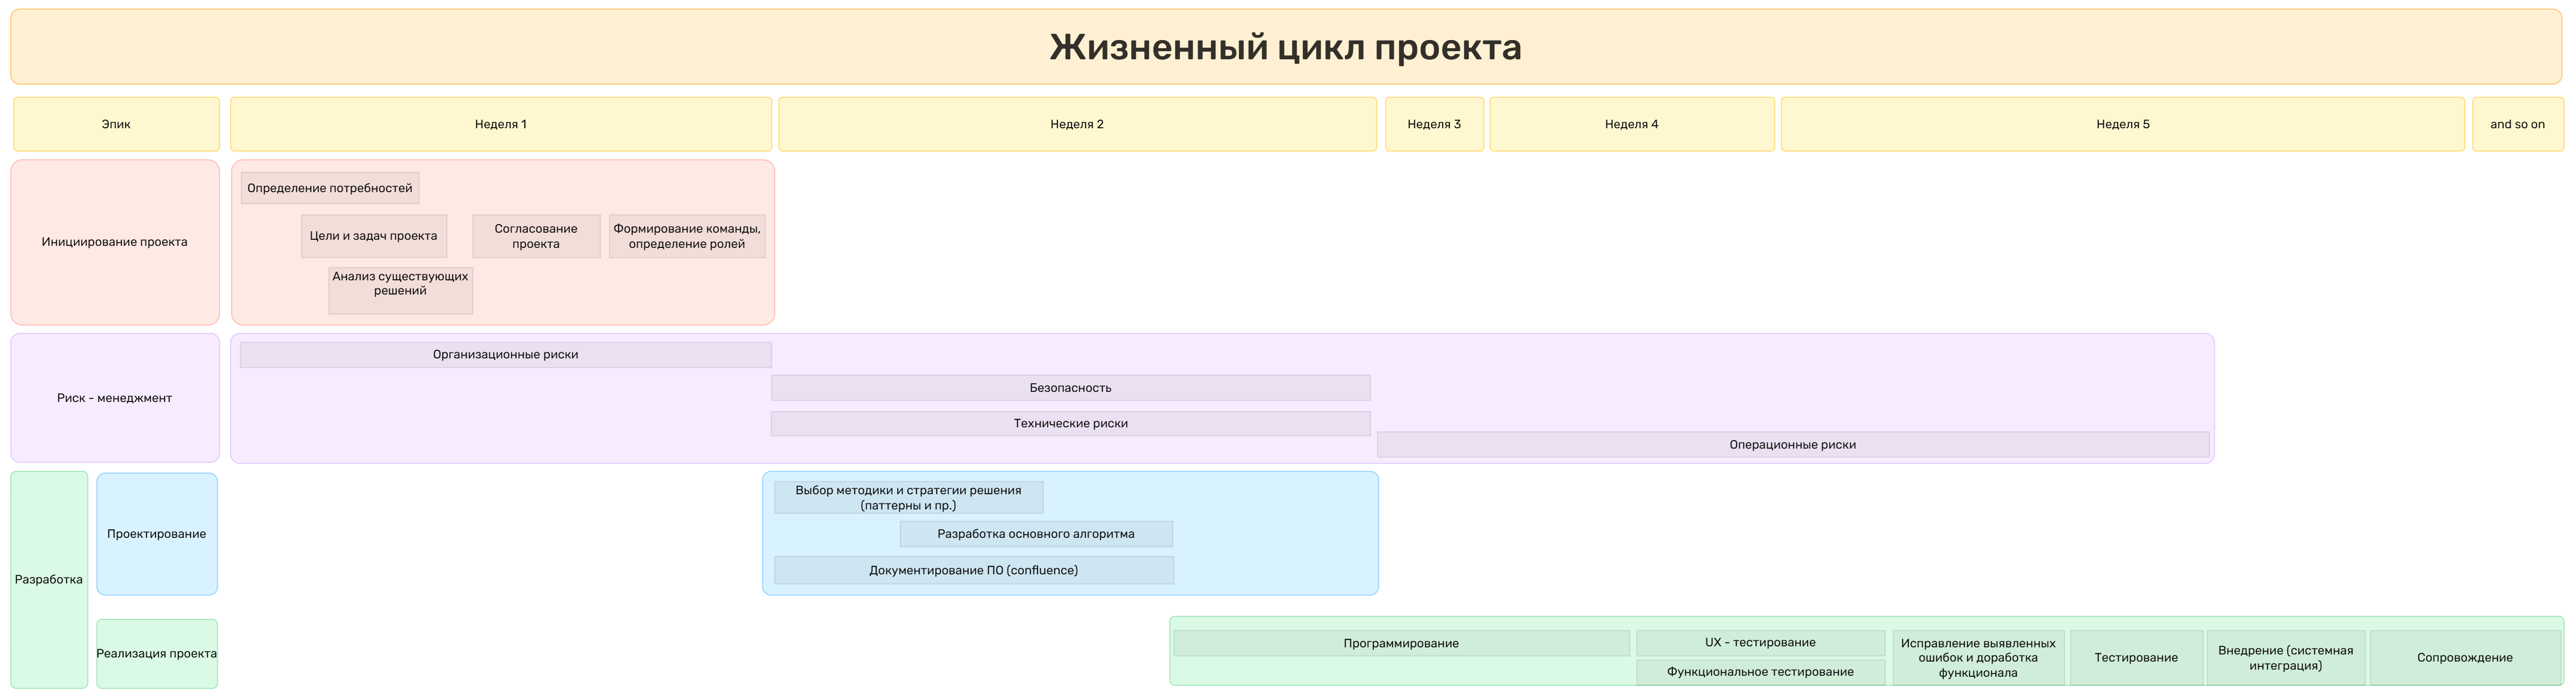 Жизненный цикл проекта
Эпик
Неделя 1
Неделя 2
Неделя 3
Неделя 4
Неделя 5
and so on
Инициирование проекта
Определение потребностей
Цели и задач проекта
Согласование
проекта
Формирование команды,
определение ролей
Анализ существующих
решений
Риск - менеджмент
Организационные риски
Безопасность
Технические риски
Операционные риски
Разработка
Проектирование
Выбор методики и стратегии решения
(паттерны и пр.)
Разработка основного алгоритма
Документирование ПО (confluence)
Реализация проекта
Программирование
UX - тестирование
Функциональное тестирование
Исправление выявленных
ошибок и доработка
функционала
Тестирование
Внедрение (системная
интеграция)
Сопровождение